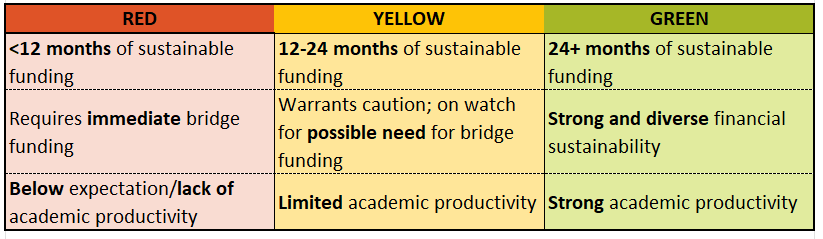 RED
YELLOW
GREEN
<12 months of sustainable
funding
12-24 months of sustainable
funding
24+ months of sustainable
funding
Requires immediate bridge
funding
Warrants caution; on watch
for possible need for bridge
funding
Strong and diverse financial
sustainability
Below expectation/lack of
academic productivity
Limited academic productivity
Strong academic productivity